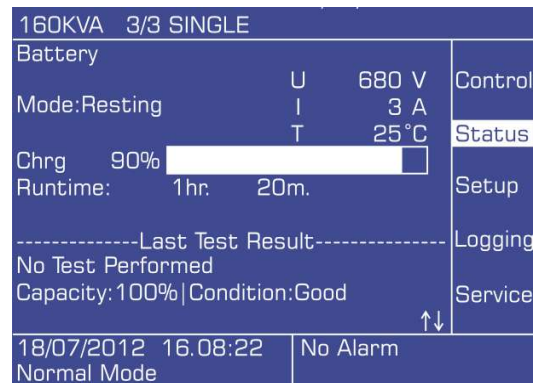 160KVA 3/3 SINGLE
Battery
U 680 V
Mode:Resting I 3 A
T 25°C
Chrg 90%
Runtime: 1hr. 20m.
--------------Last Test Result---------------
No Test Performed
Capacity:100%|Condition:Good
↑↓
Control
Status
Setup
Logging
Service
18/07/2012 16.08:22 No Alarm
Normal Mode